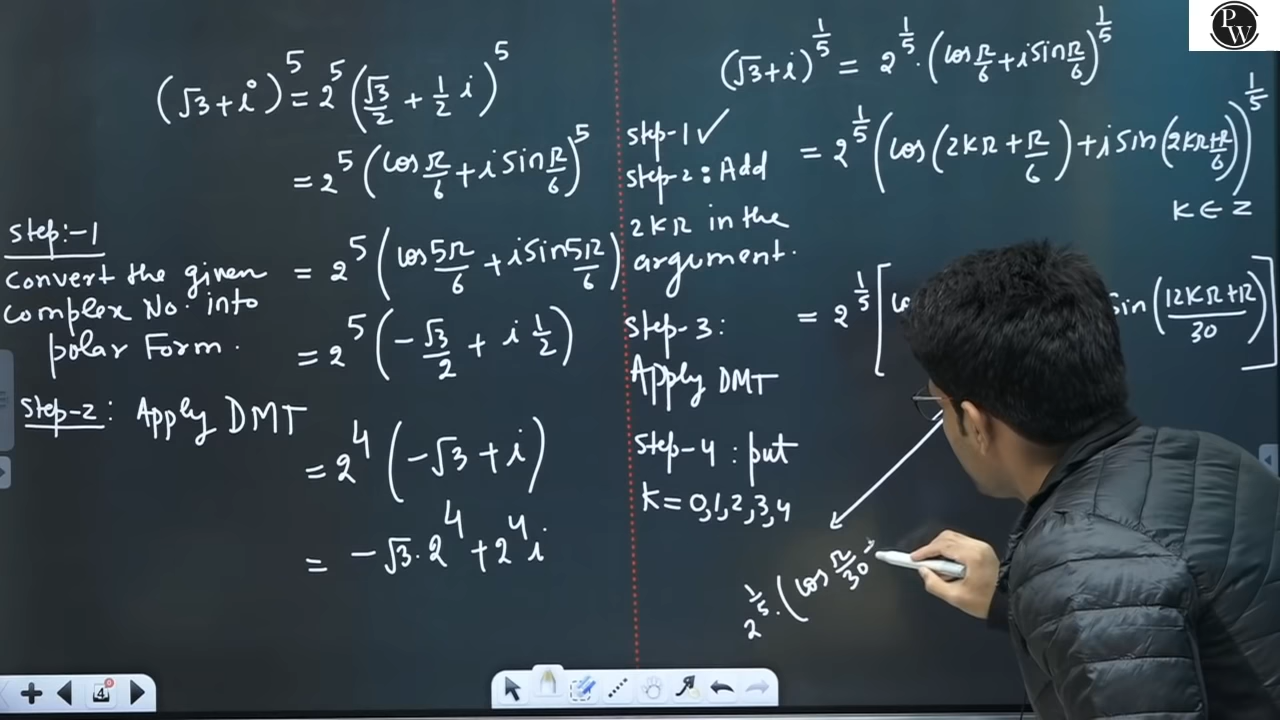 (√3+i)^5 = 2^5 (√3/2 + 1/2 i)^5
= 2^5 (cos π/6 + i sin π/6)^5
Step:-1
Convert the given
Complex No. into
polar Form.
= 2^5 (cos 5π/6 + i sin 5π/6)
= 2^5 (-√3/2 + i 1/2)
Step-2: Apply DMT
= 2^4 (-√3 + i)
= -√3·2^4 + 2^4 i
(√3+i)^1/5 = 2^1/5 · (cos π/6 + i sin π/6)^1/5
Step-1 ✓
= 2^1/5 (cos (2Kπ + π/6) + i sin (2Kπ+π/6))^1/5
K ∈ Z
Step-2: Add
2Kπ in the
argument.
= 2^1/5 [ sin (12Kπ+π/30) ]
Step-3:
Apply DMT
Step-4: put
K = 0,1,2,3,4
2^1/5 · (cos π/30 +
4
PW